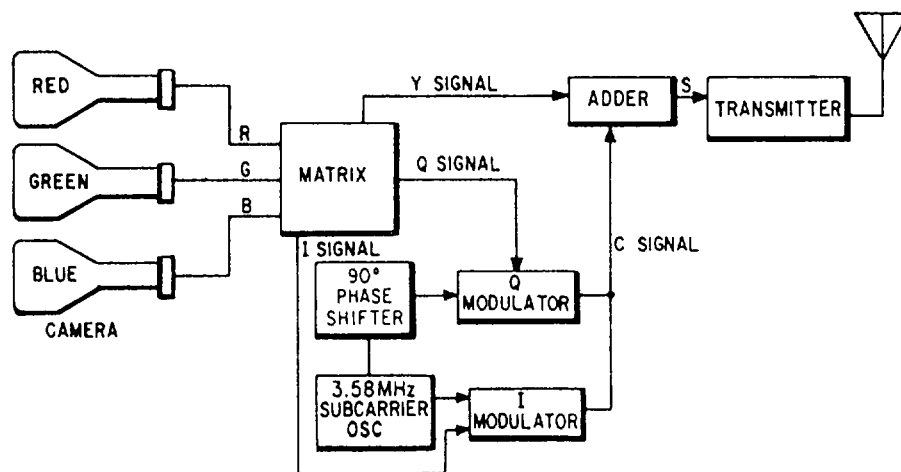 RED
GREEN
BLUE
CAMERA
R
G
B
MATRIX
Y SIGNAL
Q SIGNAL
I SIGNAL
90°
PHASE
SHIFTER
3.58MHz
SUBCARRIER
OSC
Q
MODULATOR
I
MODULATOR
C SIGNAL
ADDER
S
TRANSMITTER